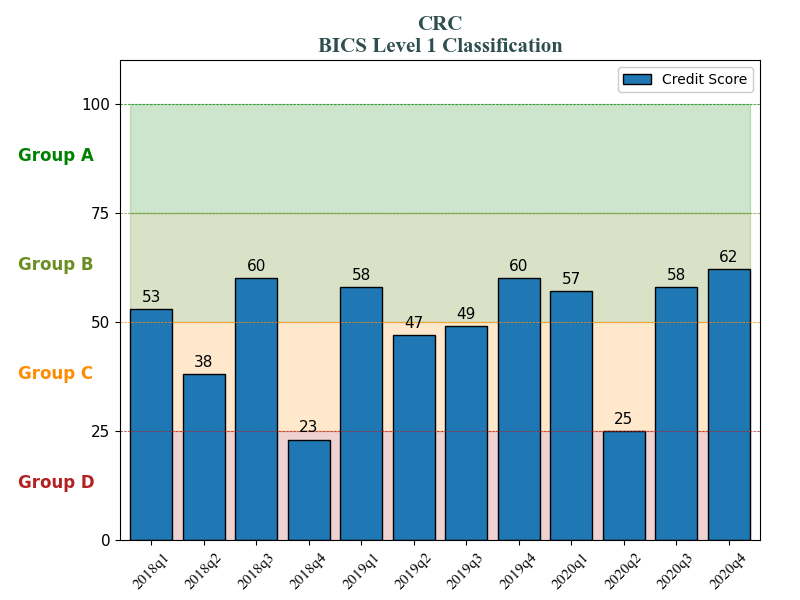 CRC
BICS Level 1 Classification
Credit Score
100
Group A
75
Group B
50
Group C
25
Group D
0
53
38
60
23
58
47
49
60
57
25
58
62
2018q1
2018q2
2018q3
2018q4
2019q1
2019q2
2019q3
2019q4
2020q1
2020q2
2020q3
2020q4